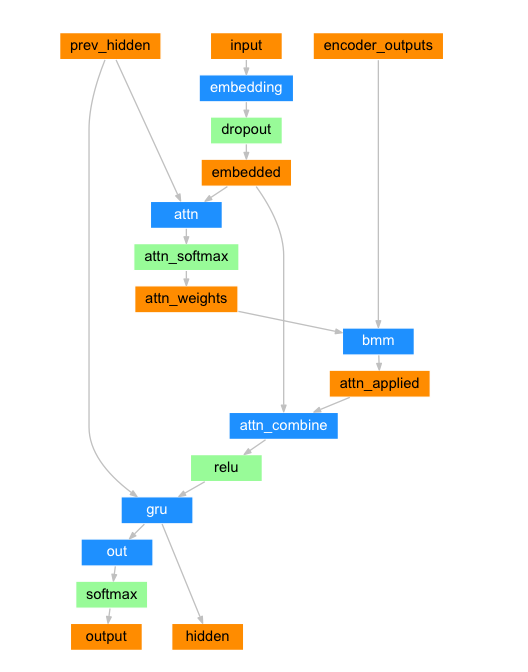 prev_hidden
input
encoder_outputs
embedding
dropout
embedded
attn
attn_softmax
attn_weights
bmm
attn_applied
attn_combine
relu
gru
out
softmax
output
hidden